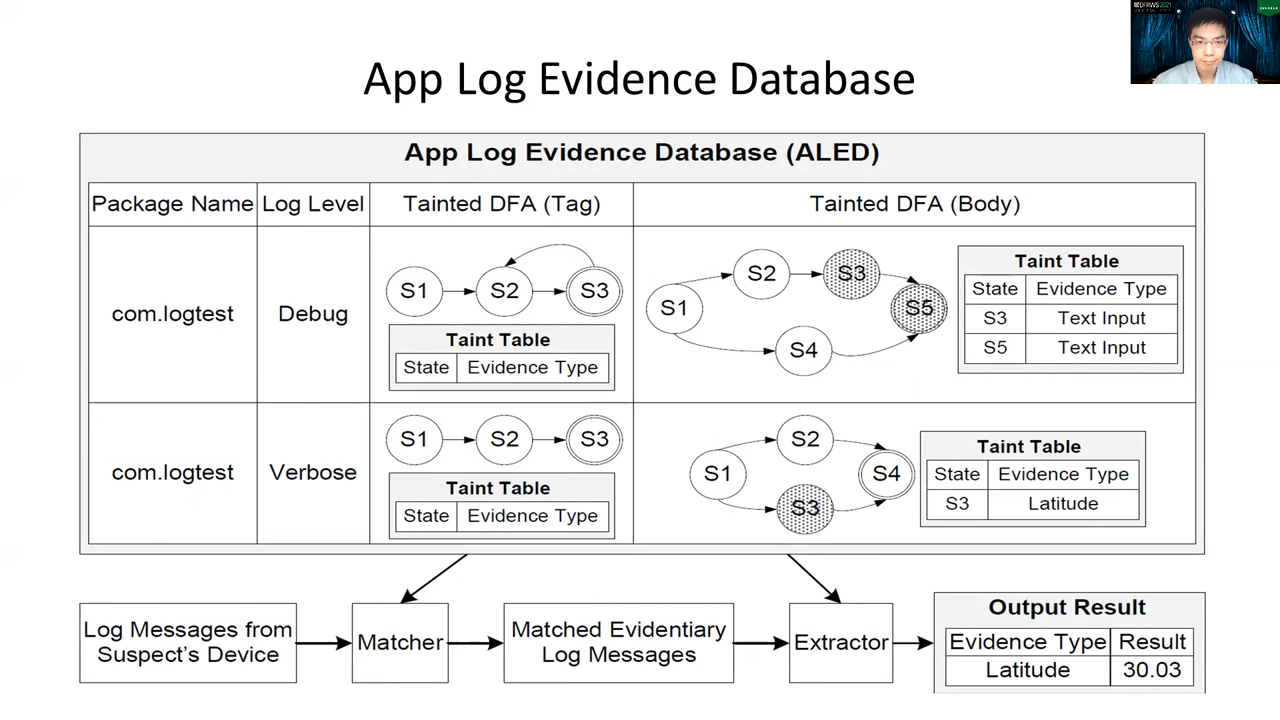 DFRWS2021
App Log Evidence Database
App Log Evidence Database (ALED)
Package Name Log Level Tainted DFA (Tag) Tainted DFA (Body)
com.logtest Debug
S1 S2 S3
Taint Table
State Evidence Type
S1 S2 S3 S4 S5
Taint Table
State Evidence Type
S3 Text Input
S5 Text Input
com.logtest Verbose
S1 S2 S3
Taint Table
State Evidence Type
S1 S2 S3 S4
Taint Table
State Evidence Type
S3 Latitude
Log Messages from
Suspect's Device
Matcher
Matched Evidentiary
Log Messages
Extractor
Output Result
Evidence Type Result
Latitude 30.03